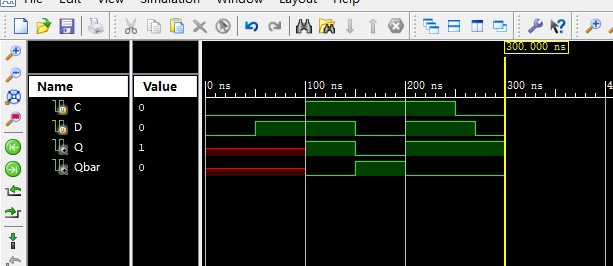 File Edit View Simulation Window Layout Help
300.000 ns
Name Value
0 ns 100 ns 200 ns 300 ns 4
C 0
D 0
Q 1
Qbar 0